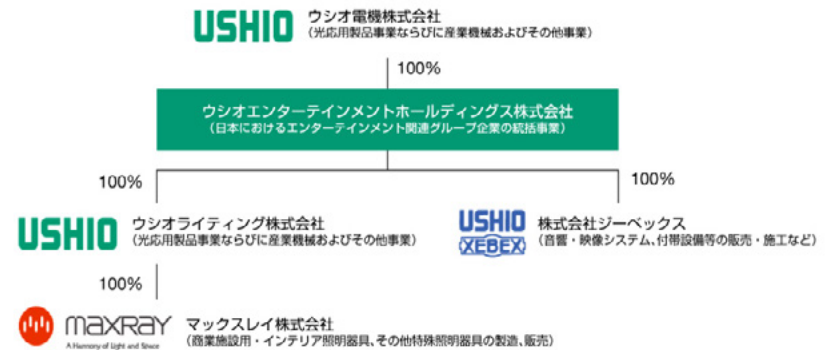 USHIO
ウシオ電機株式会社
(光応用製品事業ならびに産業機械およびその他事業)
100%
ウシオエンターテインメントホールディングス株式会社
(日本におけるエンターテインメント関連グループ企業の統括事業)
100%
100%
USHIO
ウシオライティング株式会社
(光応用製品事業ならびに産業機械およびその他事業)
USHIO
XEBEX
株式会社ジーベックス
(音響・映像システム、付帯設備等の販売・施工など)
100%
maxray
A Harmony of Light and Space
マックスレイ株式会社
(商業施設用・インテリア照明器具、その他特殊照明器具の製造、販売)